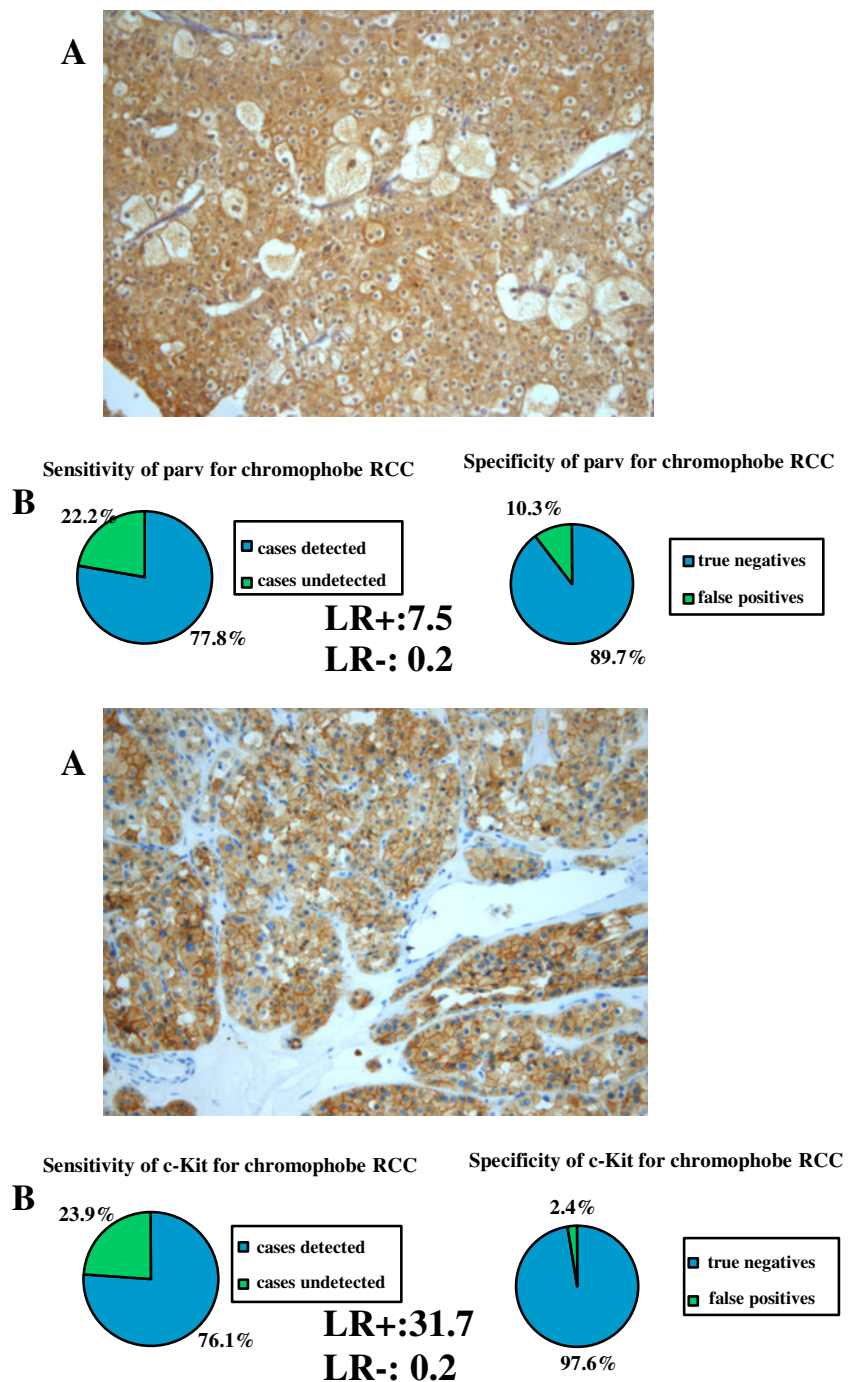 A
Sensitivity of parv for chromophobe RCC
Specificity of parv for chromophobe RCC
B
22.2%
cases detected
cases undetected
77.8%
LR+:7.5
LR-: 0.2
10.3%
true negatives
false positives
89.7%
A
Sensitivity of c-Kit for chromophobe RCC
Specificity of c-Kit for chromophobe RCC
B
23.9%
cases detected
cases undetected
76.1%
LR+:31.7
LR-: 0.2
2.4%
true negatives
false positives
97.6%